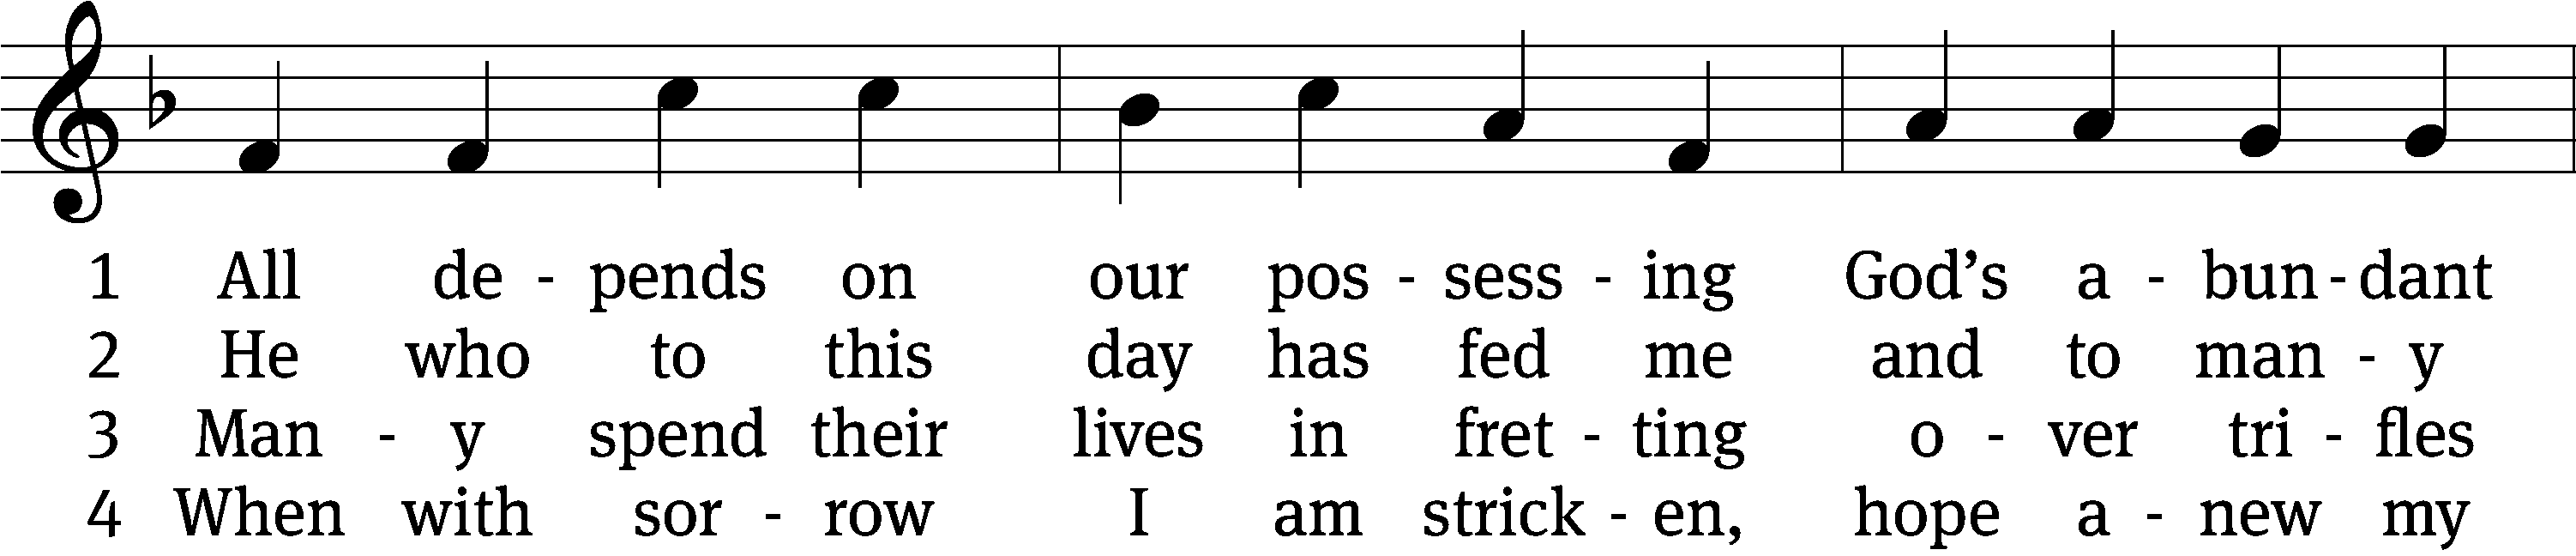 1 All de - pends on our pos - sess - ing God’s a - bun - dant
2 He who to this day has fed me and to man - y
3 Man - y spend their lives in fret - ting o - ver tri - fles
4 When with sor - row I am strick - en, hope a - new my